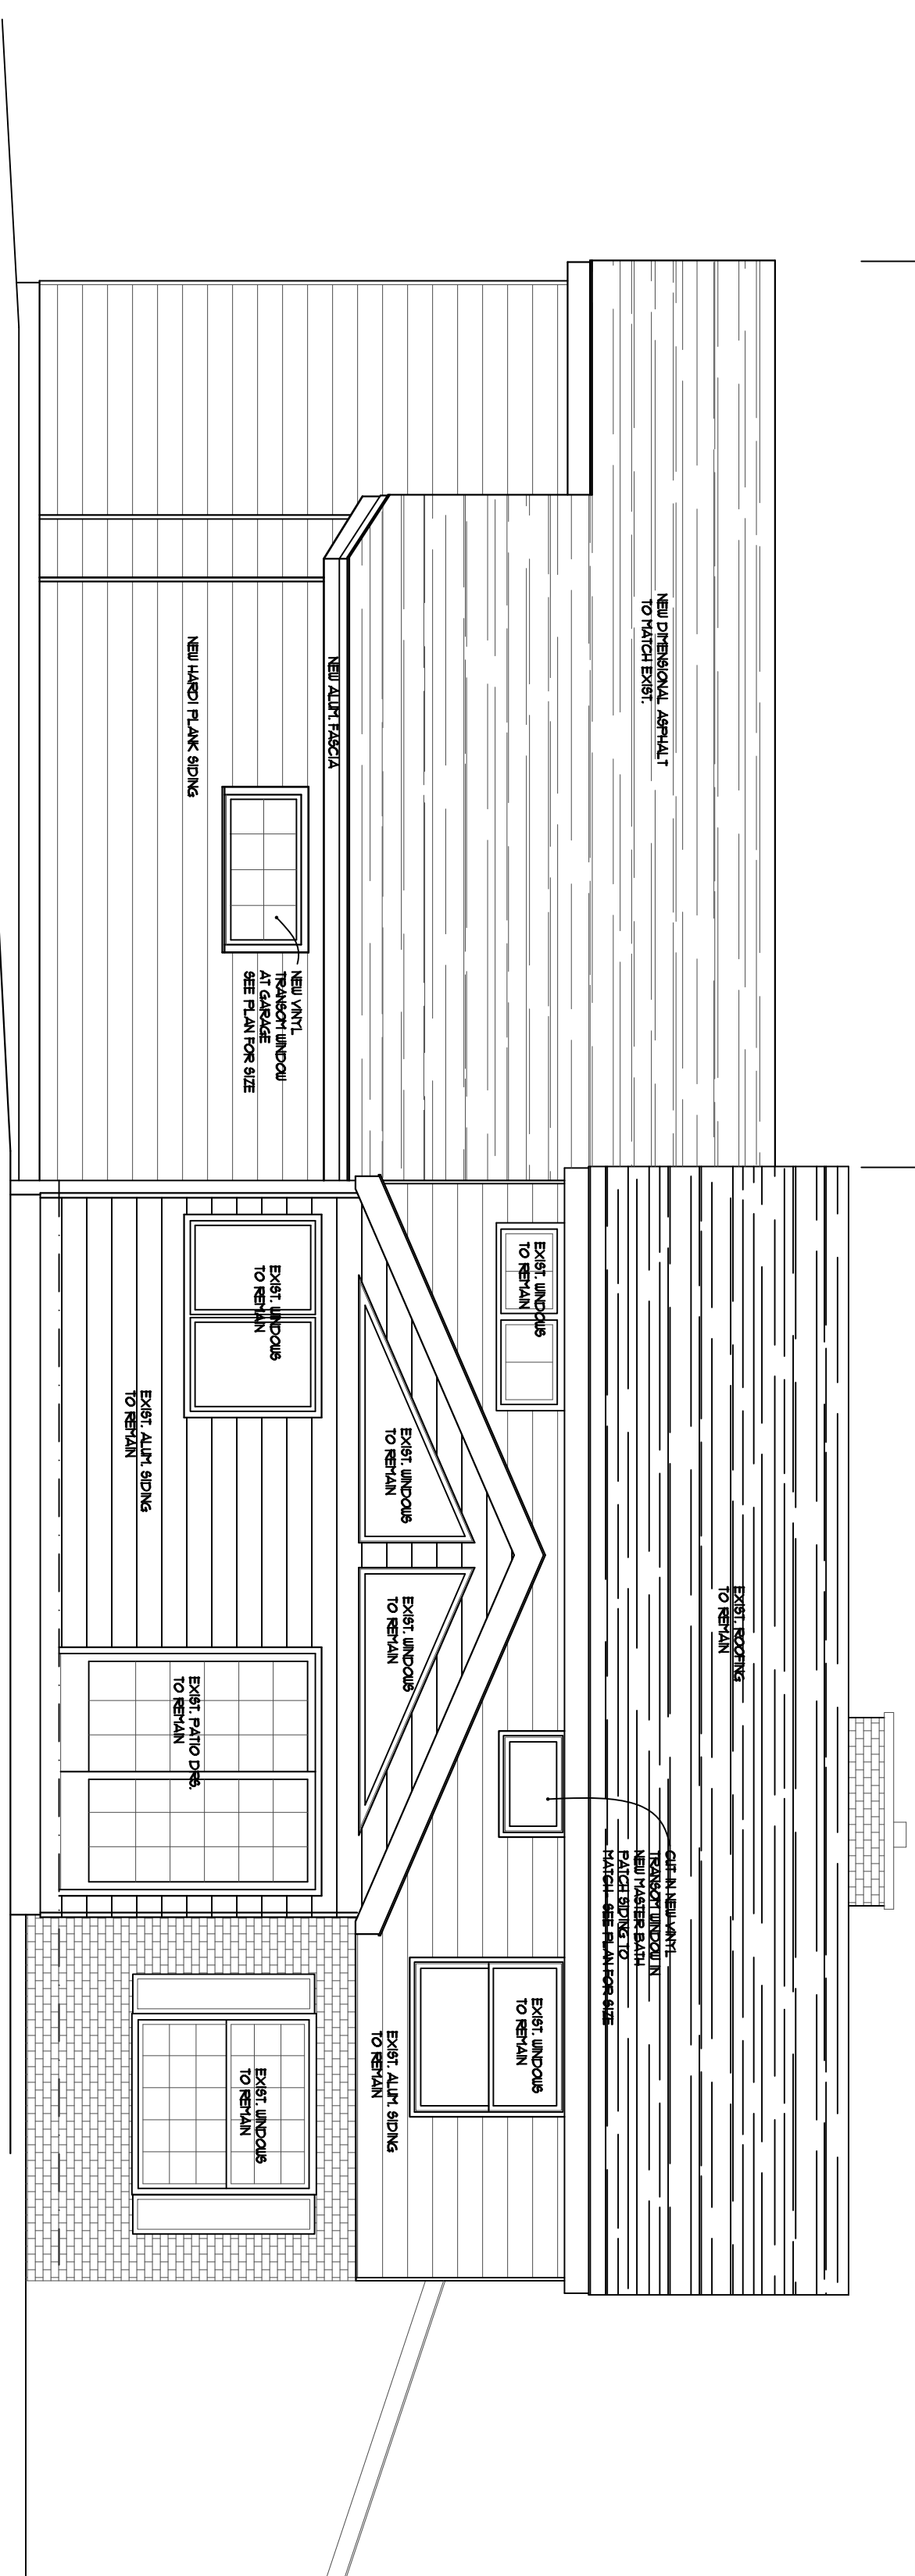 NEW DIMENSIONAL ASPHALT
TO MATCH EXIST.
NEW ALUM. FASCIA
NEW HARDI PLANK SIDING
NEW VINYL
TRANSOM WINDOW
AT GARAGE
SEE PLAN FOR SIZE
EXIST. WINDOWS
TO REMAIN
EXIST. WINDOWS
TO REMAIN
EXIST. ALUM. SIDING
TO REMAIN
EXIST. WINDOWS
TO REMAIN
EXIST. WINDOWS
TO REMAIN
EXIST. ROOFING
TO REMAIN
EXIST. PATIO DRS.
TO REMAIN
CUT IN NEW VINYL
TRANSOM WINDOW IN
NEW MASTER BATH
PATCH SIDING TO
MATCH - SEE PLAN FOR SIZE
EXIST. WINDOWS
TO REMAIN
EXIST. ALUM. SIDING
TO REMAIN
EXIST. WINDOWS
TO REMAIN